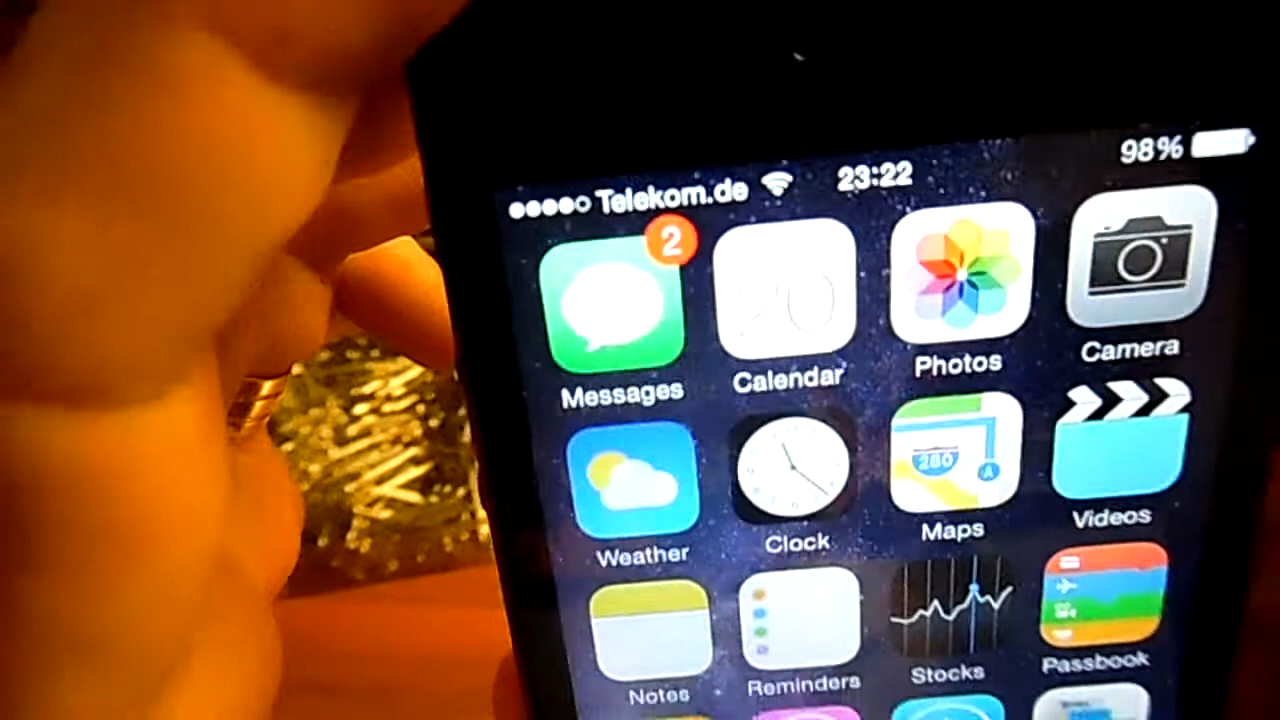 Telekom.de 23:22 98%
2
20
Messages Calendar Photos Camera
280 A
Weather Clock Maps Videos
Notes Reminders Stocks Passbook